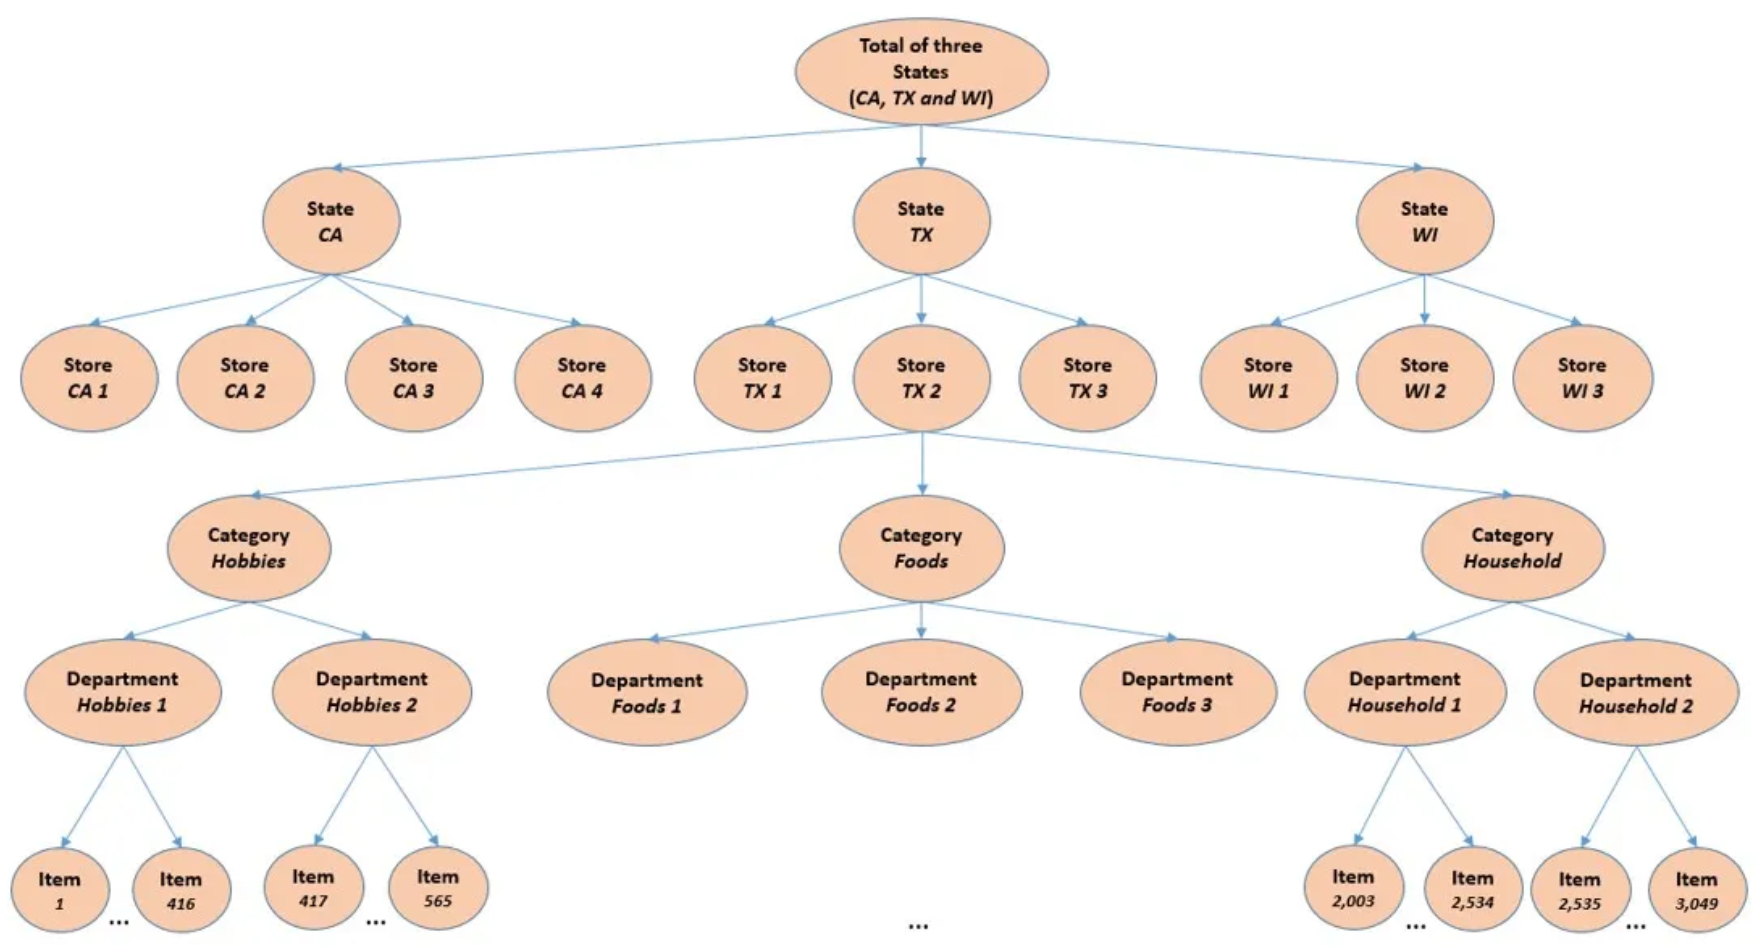 Total of three
States
(CA, TX and WI)
State
CA
State
TX
State
WI
Store
CA 1
Store
CA 2
Store
CA 3
Store
CA 4
Store
TX 1
Store
TX 2
Store
TX 3
Store
WI 1
Store
WI 2
Store
WI 3
Category
Hobbies
Category
Foods
Category
Household
Department
Hobbies 1
Department
Hobbies 2
Department
Foods 1
Department
Foods 2
Department
Foods 3
Department
Household 1
Department
Household 2
Item
1
...
Item
416
Item
417
...
Item
565
...
Item
2,003
...
Item
2,534
Item
2,535
...
Item
3,049